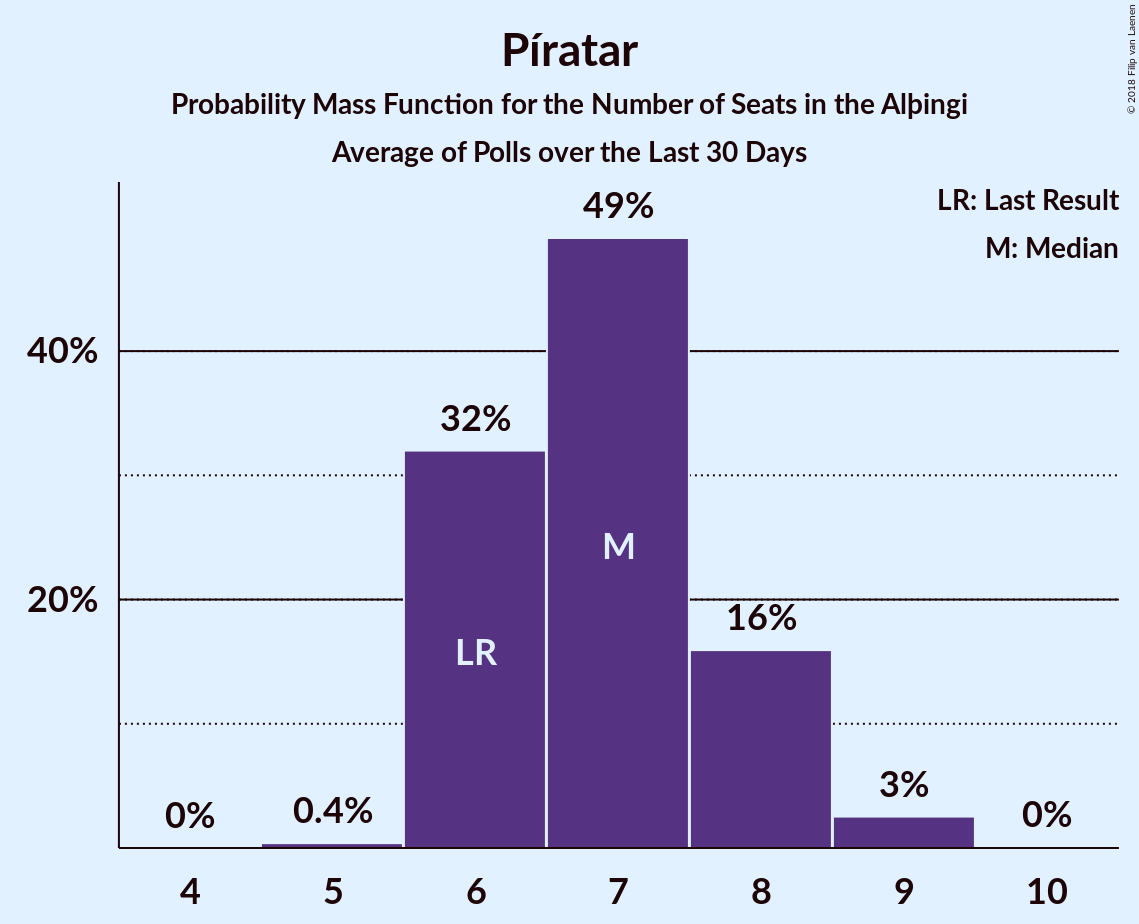 Píratar
Probability Mass Function for the Number of Seats in the Alþingi
Average of Polls over the Last 30 Days
© 2018 Filip van Laenen
LR: Last Result
M: Median
49%
40%
32%
M
20%
16%
LR
3%
0%
0.4%
0%
4 5 6 7 8 9 10